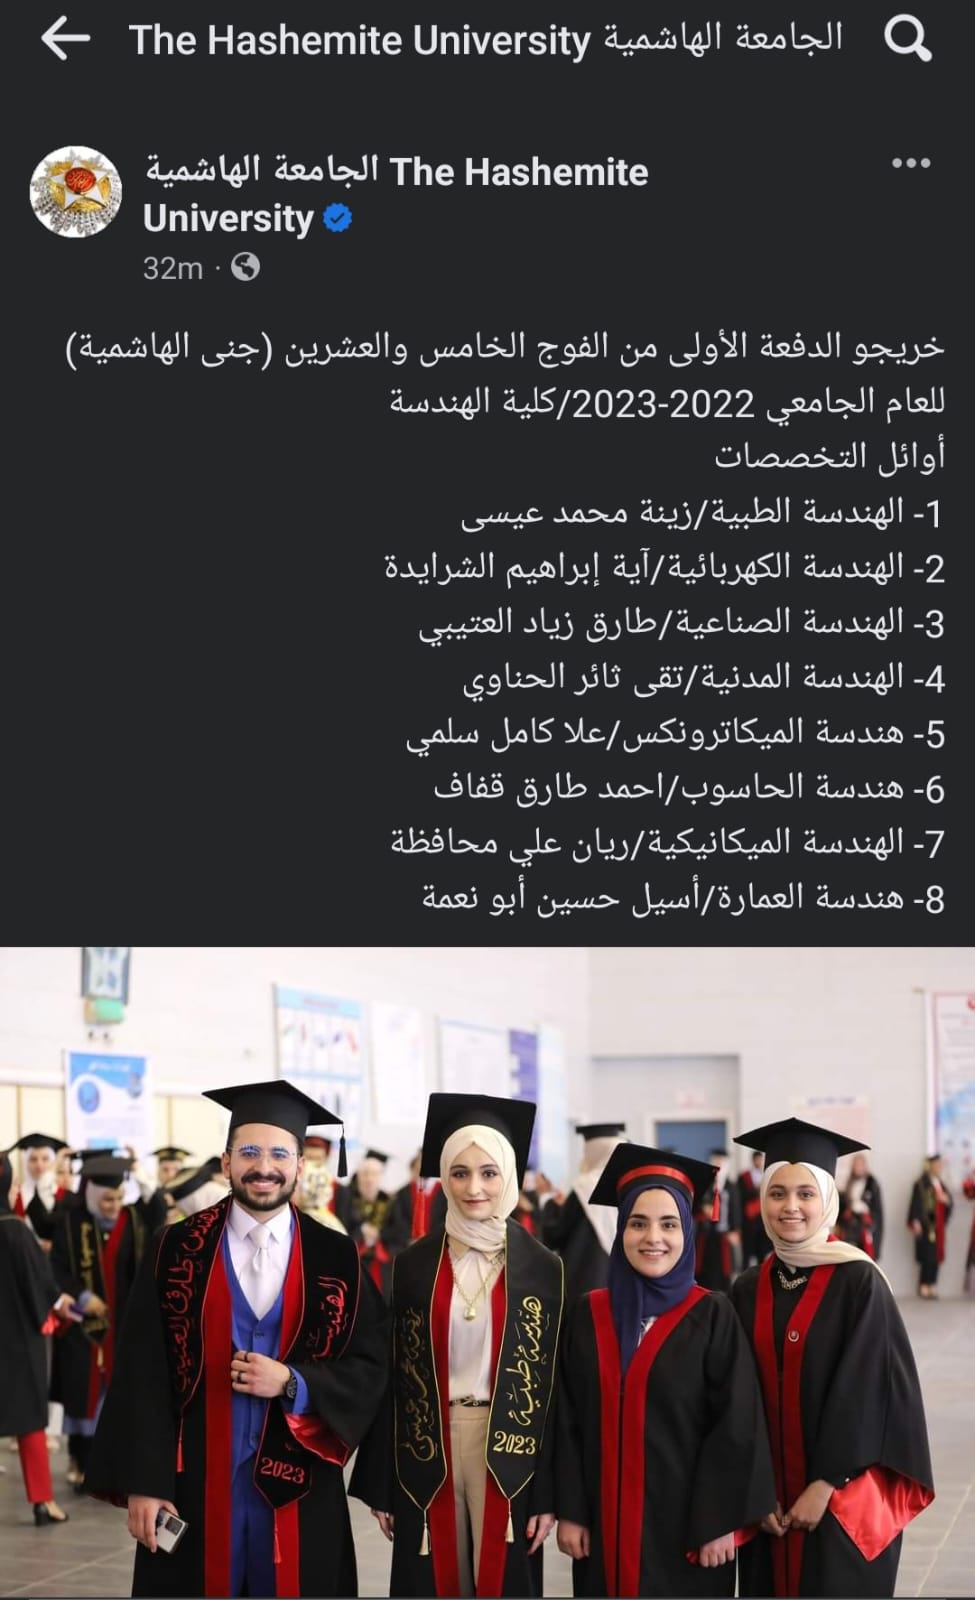 The Hashemite University الجامعة الهاشمية
الجامعة الهاشمية The Hashemite
University
32m ·
خريجو الدفعة الأولى من الفوج الخامس والعشرين (جنى الهاشمية)
للعام الجامعي 2022-2023/كلية الهندسة
أوائل التخصصات
1- الهندسة الطبية/زينة محمد عيسى
2- الهندسة الكهربائية/آية إبراهيم الشرايدة
3- الهندسة الصناعية/طارق زياد العتيبي
4- الهندسة المدنية/تقى ثائر الحناوي
5- هندسة الميكاترونكس/علا كامل سلمي
6- هندسة الحاسوب/احمد طارق قفاف
7- الهندسة الميكانيكية/ريان علي محافظة
8- هندسة العمارة/أسيل حسين أبو نعمة
طارق العتيبي
2023
هندسة طبية
2023